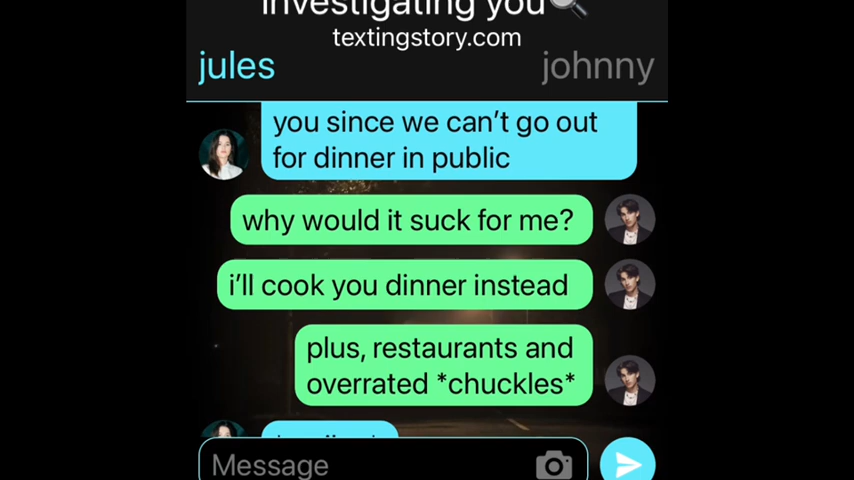 investigating you
textingstory.com
jules
johnny
you since we can't go out
for dinner in public
why would it suck for me?
i'll cook you dinner instead
plus, restaurants and
overrated *chuckles*
Message